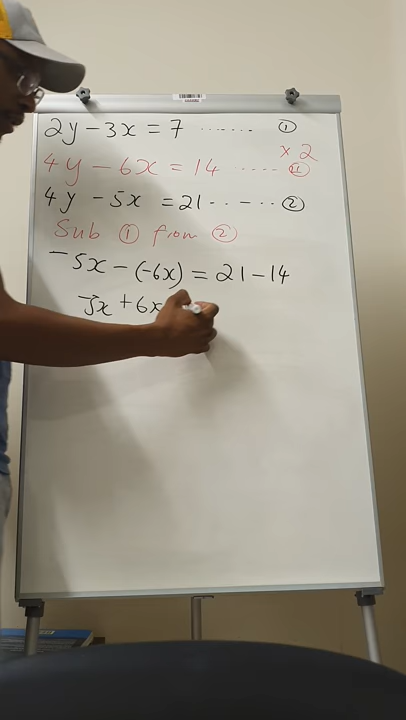 2y - 3x = 7 ....... ①
× 2
4y - 6x = 14 ..... ①
4y - 5x = 21 ....... ②
Sub ① from ②
-5x - (-6x) = 21 - 14
-5x + 6x